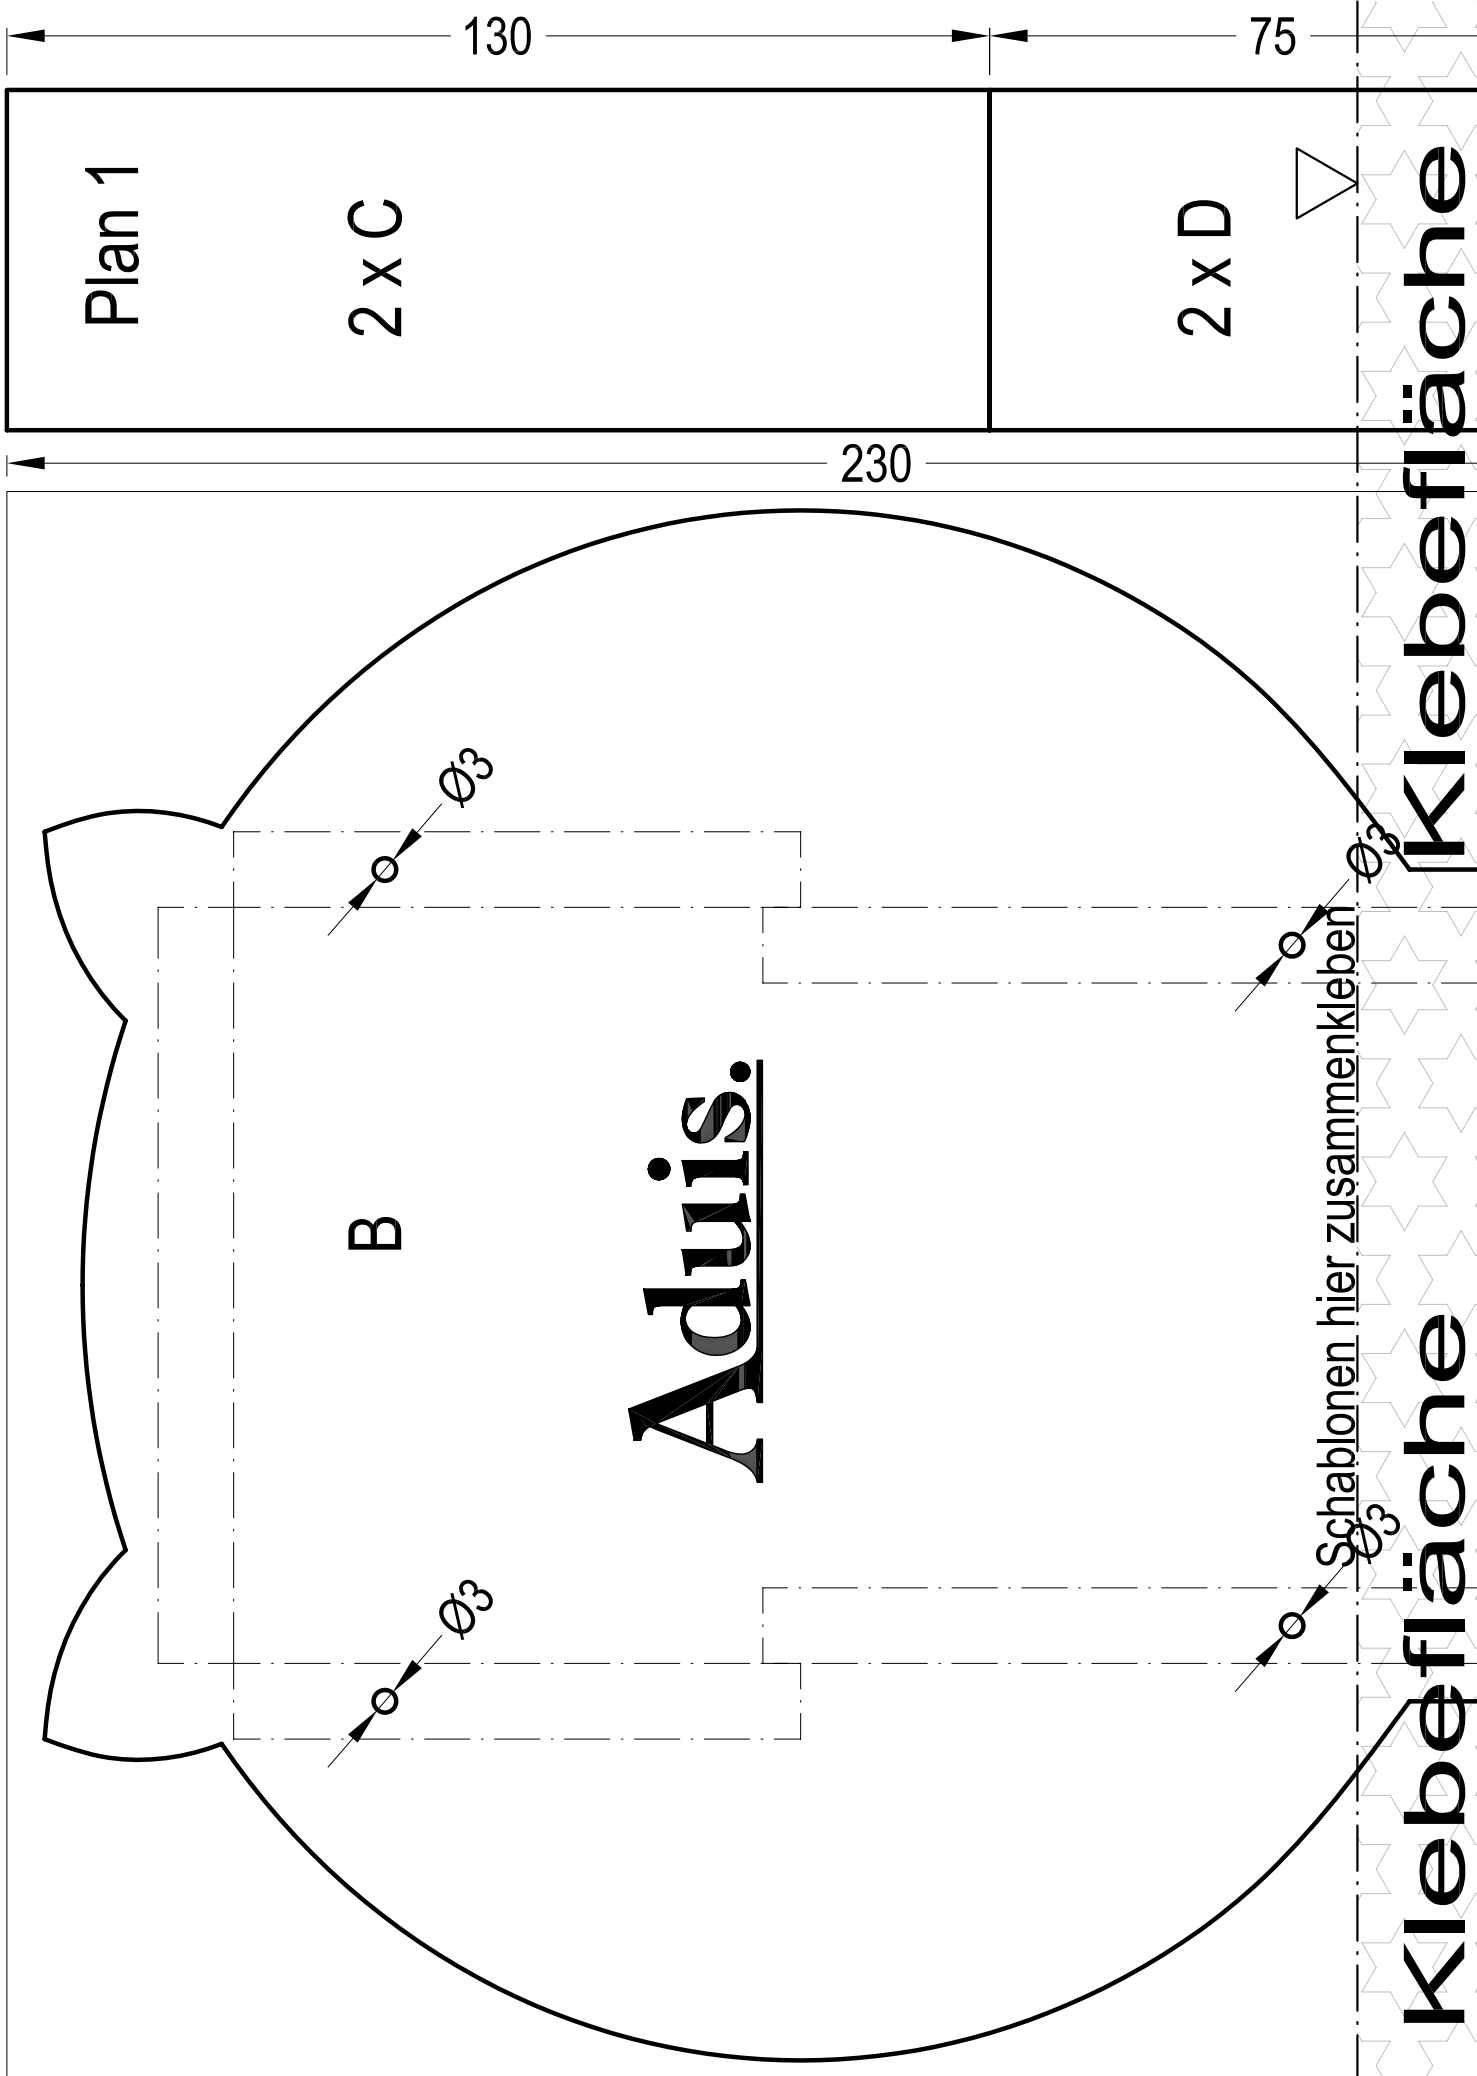 130
75
Plan 1
2 x C
2 x D
230
Ø3
Ø3
B
Aduis.
Schablonen hier zusammenkleben
Ø3
Ø3
Klebefläche
Klebefläche